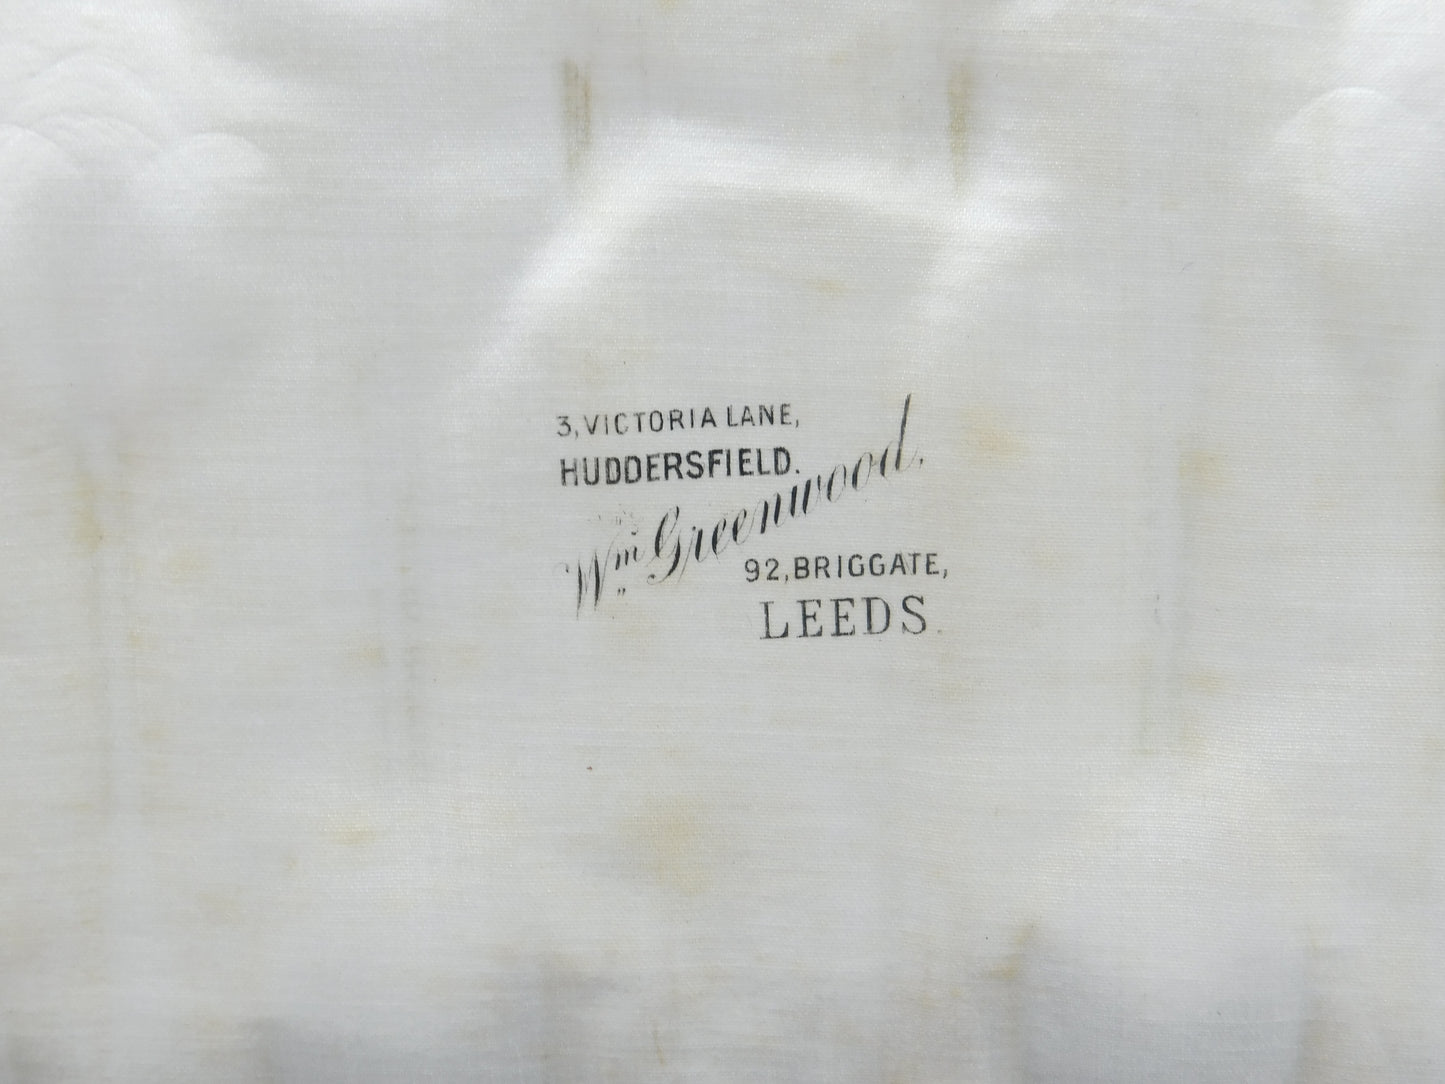 3, VICTORIA LANE,
HUDDERSFIELD.
Wm Greenwood,
92, BRIGGATE,
LEEDS.